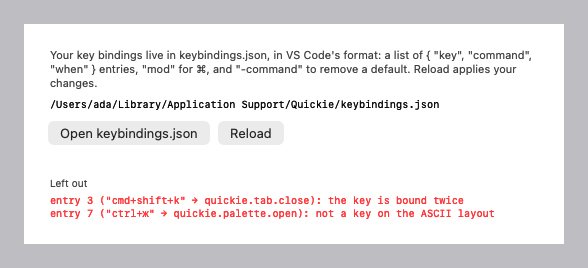 Your key bindings live in keybindings.json, in VS Code's format: a list of { "key", "command",
"when" } entries, "mod" for ⌘, and "-command" to remove a default. Reload applies your
changes.
/Users/ada/Library/Application Support/Quickie/keybindings.json
Open keybindings.json Reload
Left out
entry 3 ("cmd+shift+k" → quickie.tab.close): the key is bound twice
entry 7 ("ctrl+ж" → quickie.palette.open): not a key on the ASCII layout